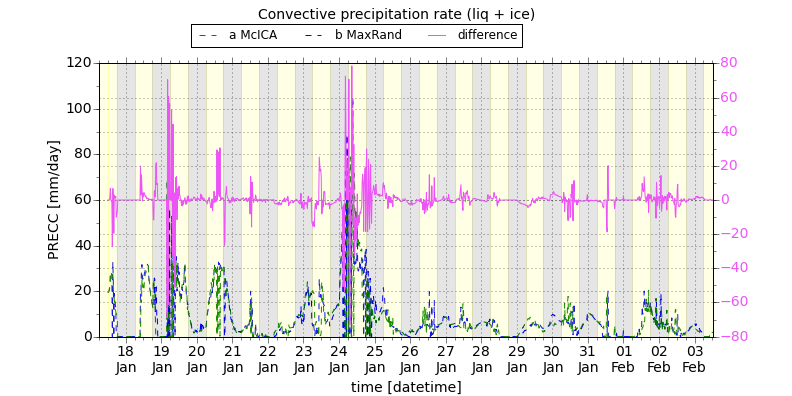 Convective precipitation rate (liq + ice)
a McICA b MaxRand difference
120
100
80
60
40
20
0
PRECC [mm/day]
80
60
40
20
0
−20
−40
−60
−80
18 19 20 21 22 23 24 25 26 27 28 29 30 31 01 02 03
Jan Jan Jan Jan Jan Jan Jan Jan Jan Jan Jan Jan Jan Jan Feb Feb Feb
time [datetime]